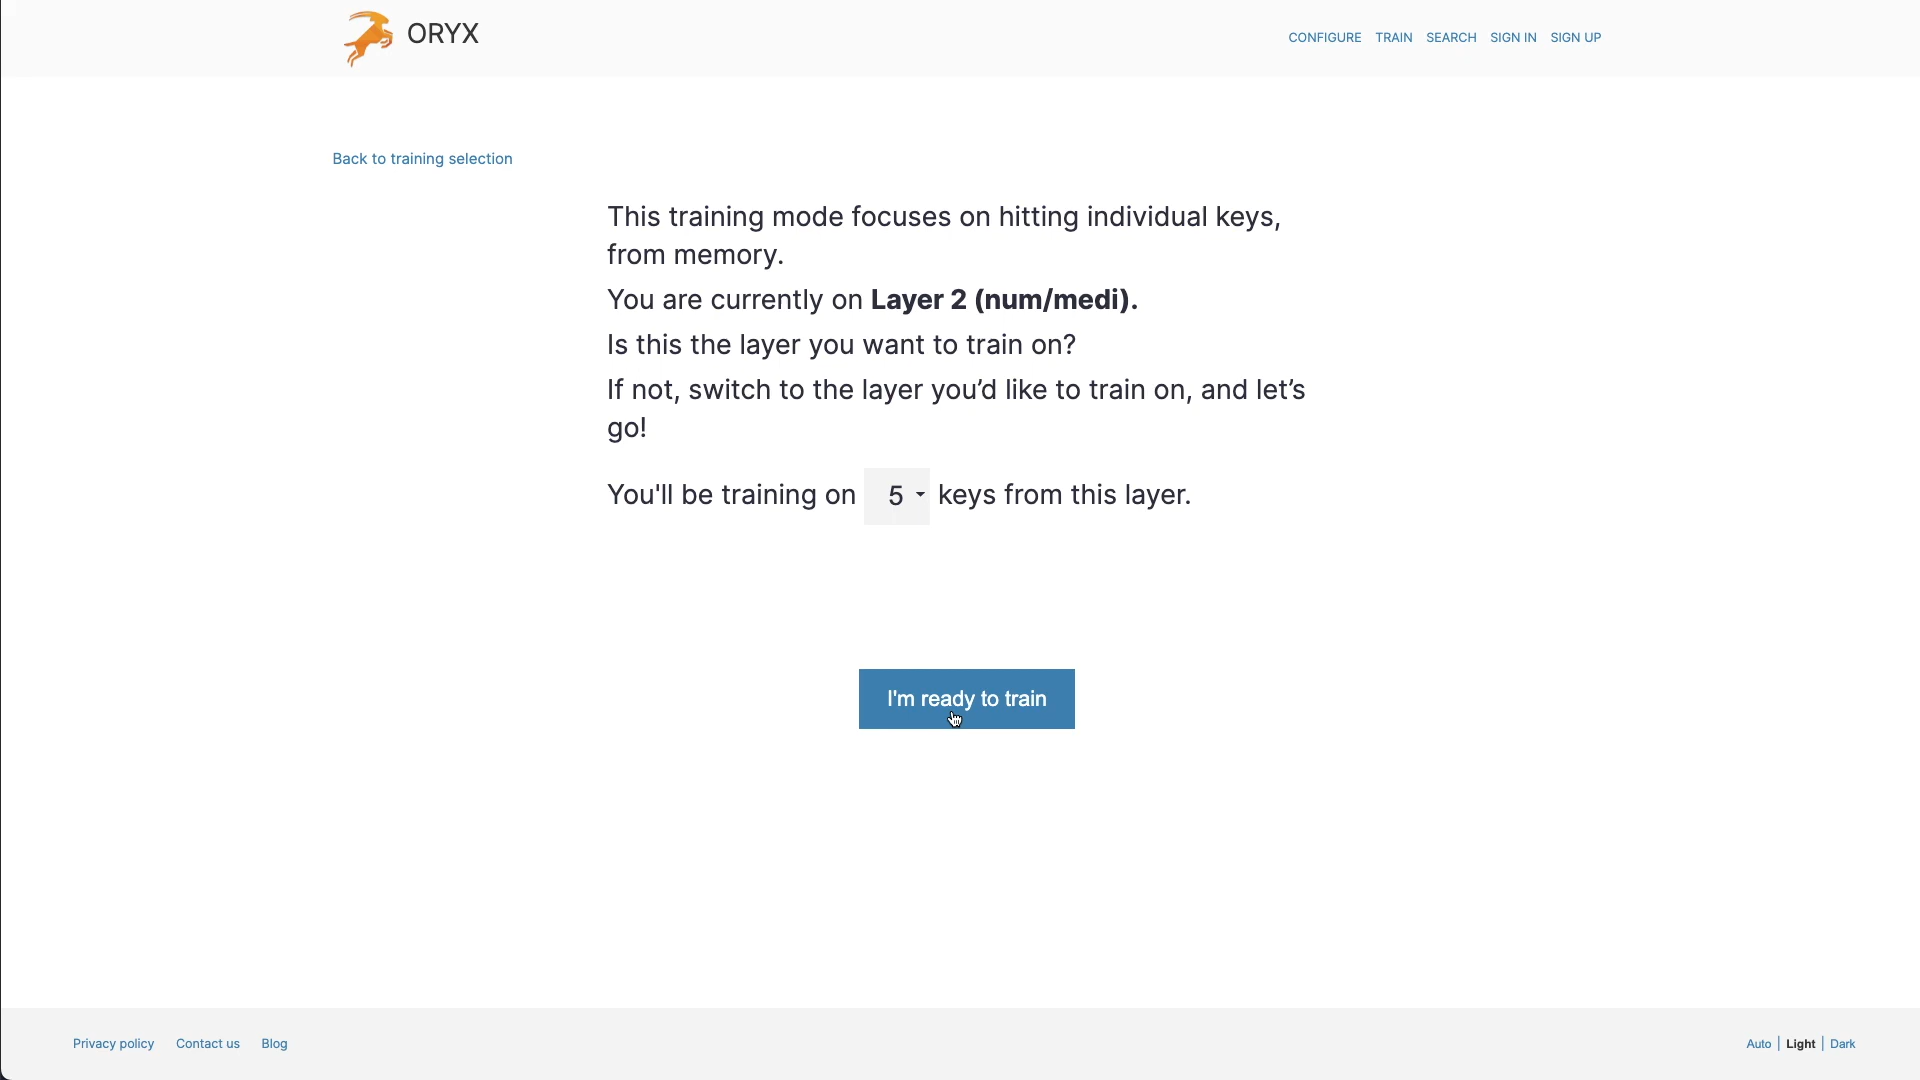 ORYX
CONFIGURE TRAIN SEARCH SIGN IN SIGN UP
Back to training selection
This training mode focuses on hitting individual keys,
from memory.
You are currently on Layer 2 (num/medi).
Is this the layer you want to train on?
If not, switch to the layer you’d like to train on, and let’s
go!
You'll be training on 5 keys from this layer.
I'm ready to train
Privacy policy Contact us Blog
Auto | Light | Dark